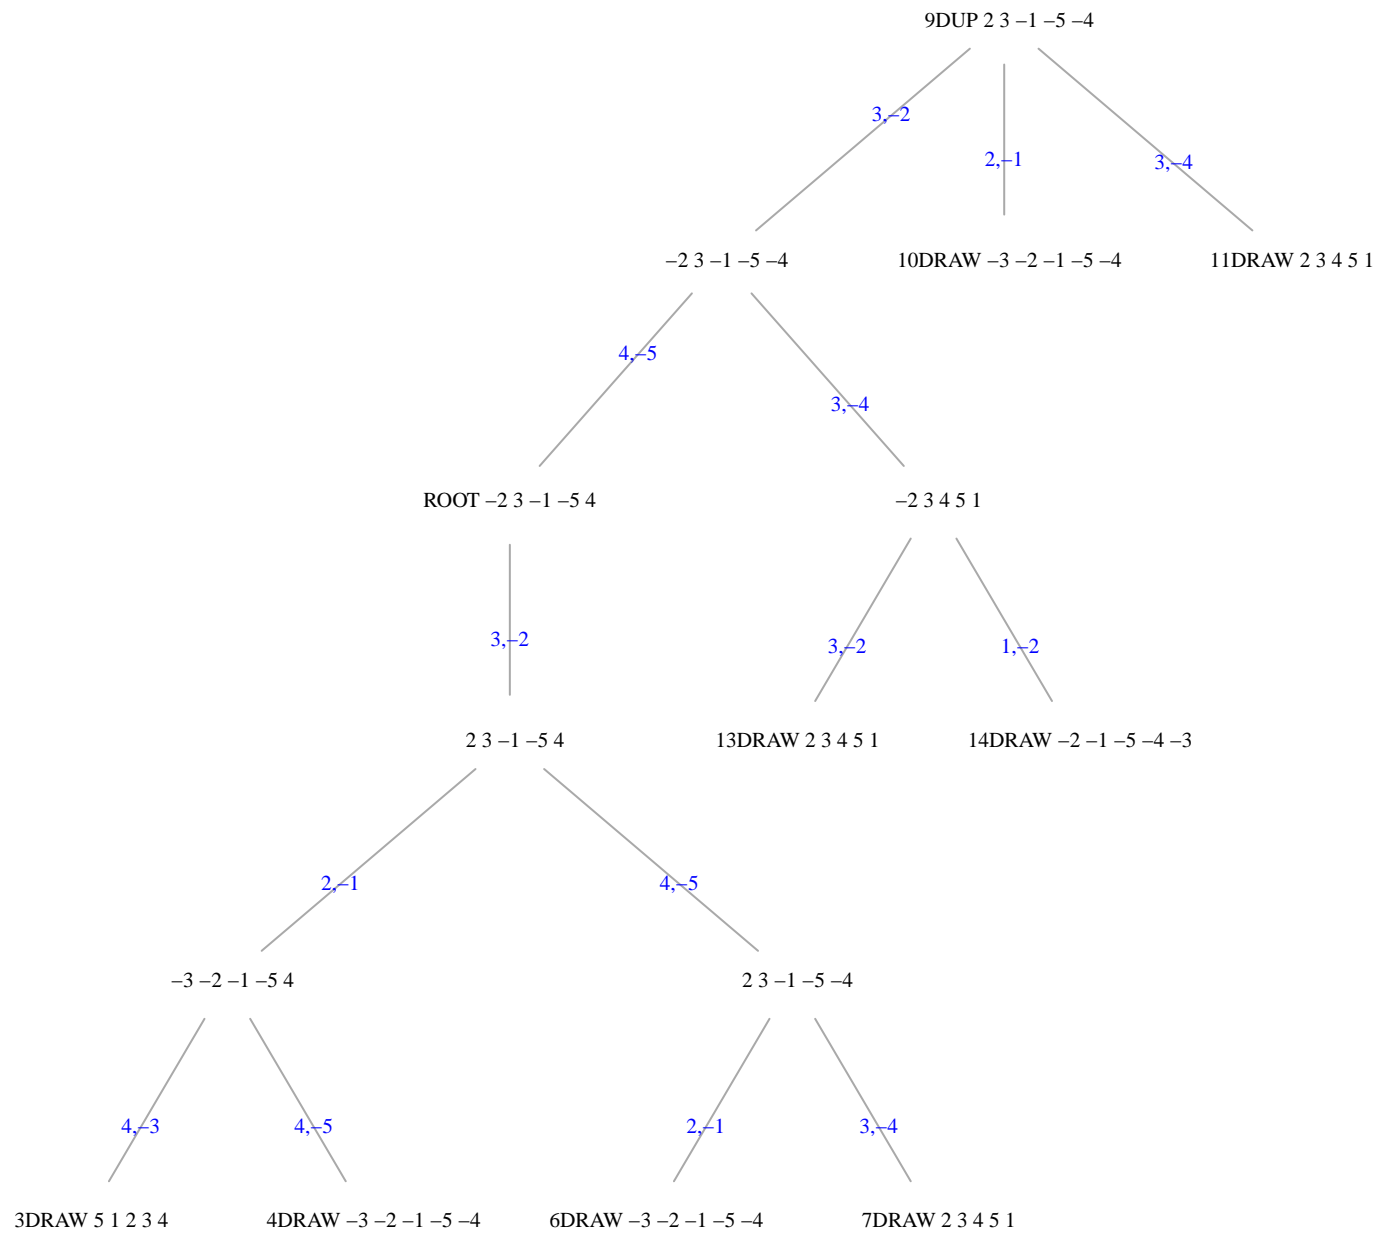 9DUP 2 3 –1 –5 –4
3,–2
2,–1
3,–4
–2 3 –1 –5 –4
10DRAW –3 –2 –1 –5 –4
11DRAW 2 3 4 5 1
4,–5
3,–4
ROOT –2 3 –1 –5 4
–2 3 4 5 1
3,–2
3,–2
1,–2
2 3 –1 –5 4
13DRAW 2 3 4 5 1
14DRAW –2 –1 –5 –4 –3
2,–1
4,–5
–3 –2 –1 –5 4
2 3 –1 –5 –4
4,–3
4,–5
2,–1
3,–4
3DRAW 5 1 2 3 4
4DRAW –3 –2 –1 –5 –4
6DRAW –3 –2 –1 –5 –4
7DRAW 2 3 4 5 1